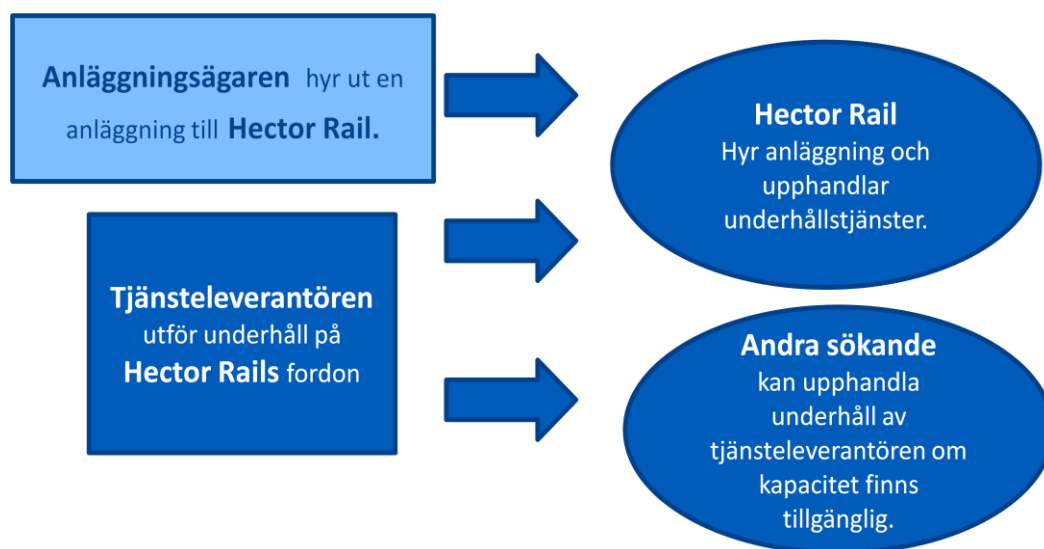 Anläggningsägaren hyr ut en
anläggning till Hector Rail.
Tjänsteleverantören
utför underhåll på
Hector Rails fordon
Hector Rail
Hyr anläggning och
upphandlar
underhållstjänster.
Andra sökande
kan upphandla
underhåll av
tjänsteleverantören om
kapacitet finns
tillgänglig.